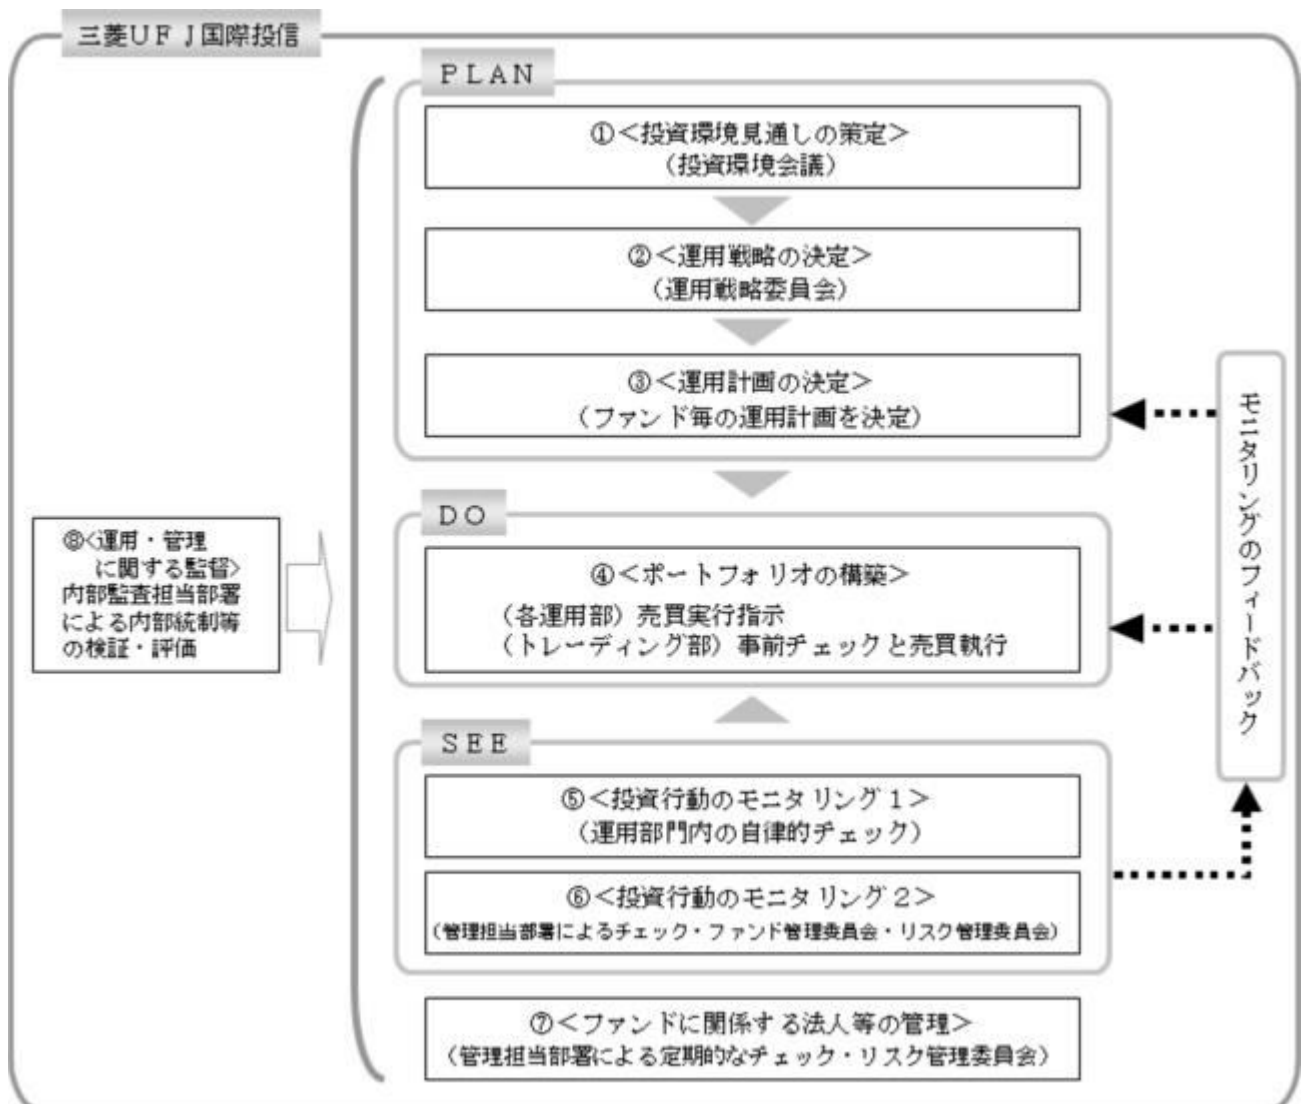 三菱ＵＦＪ国際投信
ＰＬＡＮ
①＜投資環境見通しの策定＞
（投資環境会議）
②＜運用戦略の決定＞
（運用戦略委員会）
③＜運用計画の決定＞
（ファンド毎の運用計画を決定）
ＤＯ
④＜ポートフォリオの構築＞
（各運用部）売買実行指示
（トレーディング部）事前チェックと売買執行
ＳＥＥ
⑤＜投資行動のモニタリング１＞
（運用部門内の自律的チェック）
⑥＜投資行動のモニタリング２＞
（管理担当部署によるチェック・ファンド管理委員会・リスク管理委員会）
⑦＜ファンドに関係する法人等の管理＞
（管理担当部署による定期的なチェック・リスク管理委員会）
⑧<運用・管理
に関する監督>
内部監査担当部署
による内部統制等
の検証・評価
モニタリングのフィードバック